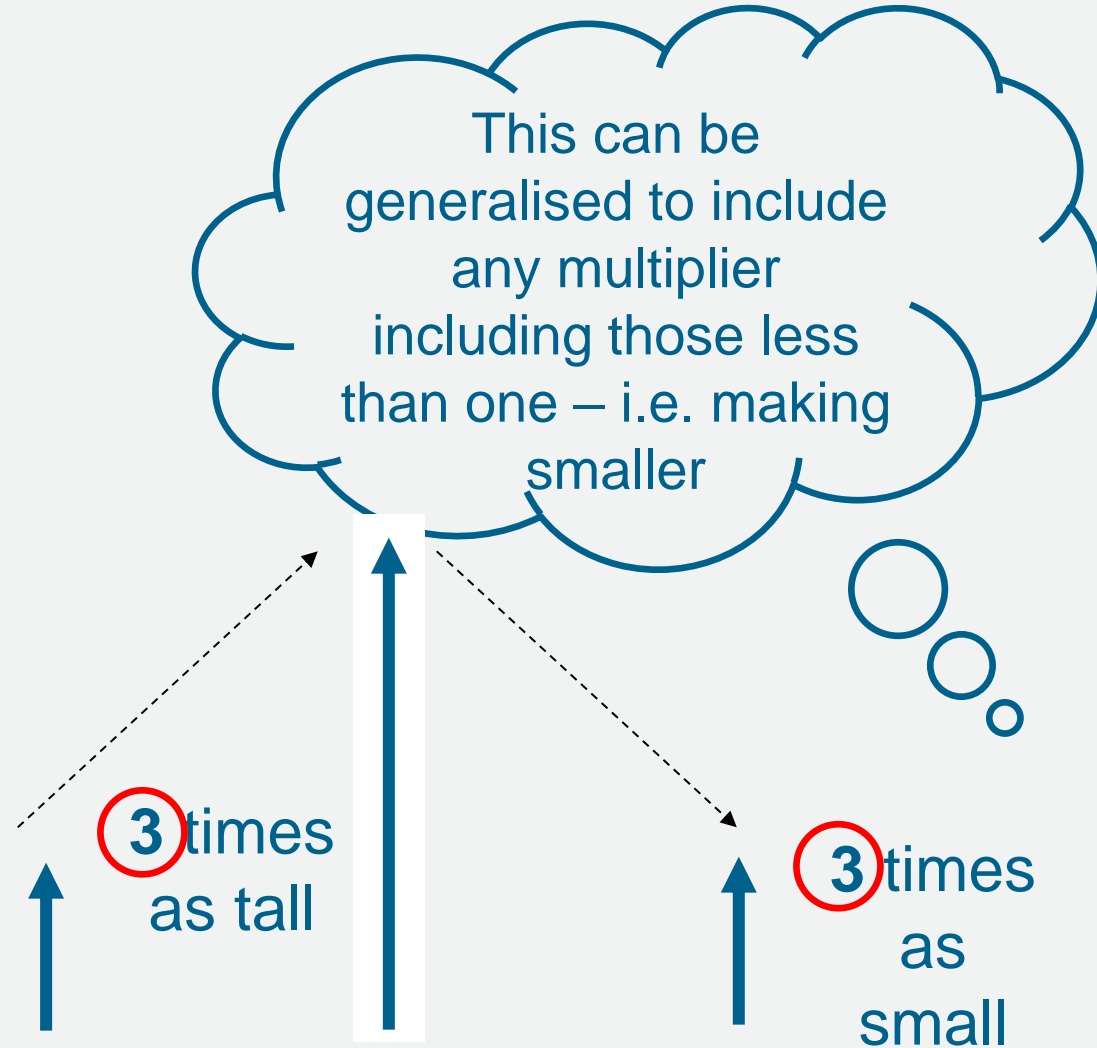 This can be
generalised to include
any multiplier
including those less
than one – i.e. making
smaller
3 times
as tall
3 times
as
small